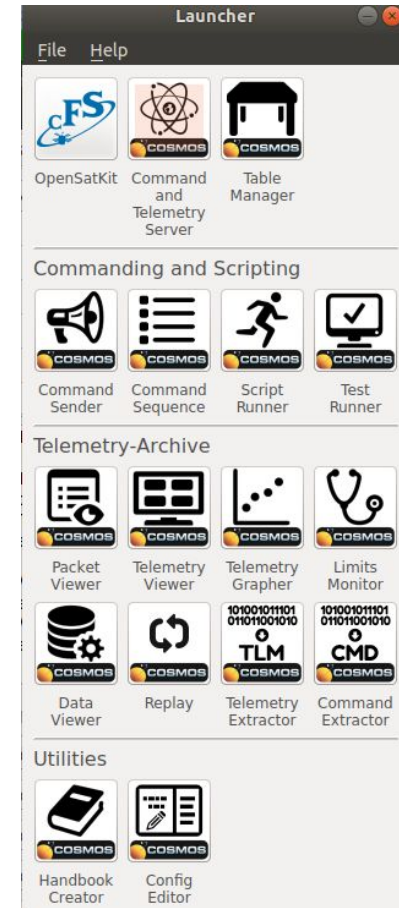 Launcher
File Help
cFS
COSMOS COSMOS
OpenSatKit Command Table
and Manager
Telemetry
Server
Commanding and Scripting
COSMOS COSMOS COSMOS COSMOS
Command Command Script Test
Sender Sequence Runner Runner
Telemetry-Archive
COSMOS COSMOS COSMOS COSMOS
Packet Telemetry Telemetry Limits
Viewer Viewer Grapher Monitor
101001011101 101001011101
011011001010 011011001010
TLM CMD
COSMOS COSMOS COSMOS COSMOS
Data Replay Telemetry Command
Viewer Extractor Extractor
Utilities
COSMOS COSMOS
Handbook Config
Creator Editor